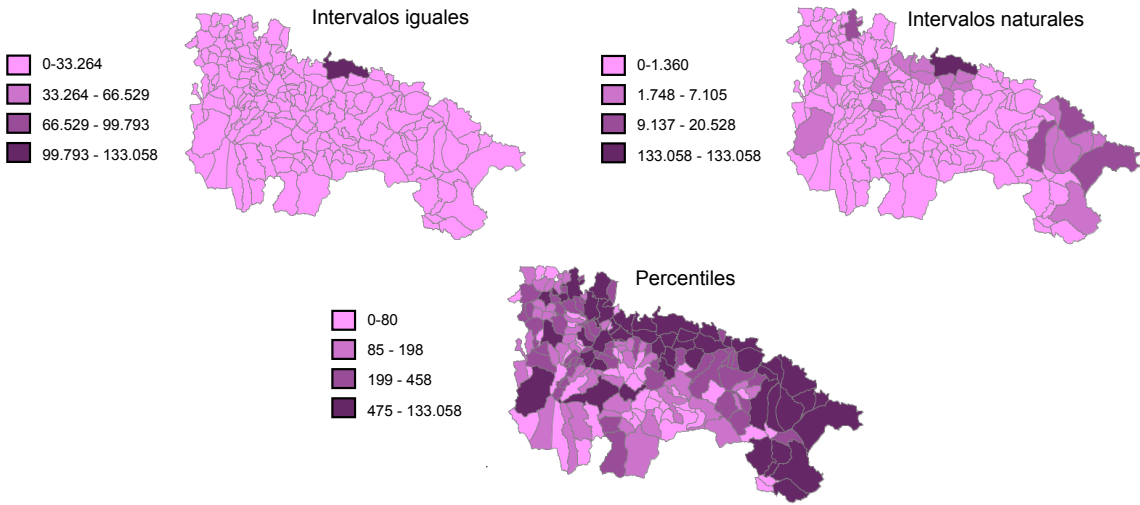 Intervalos iguales
0-33.264
33.264 - 66.529
66.529 - 99.793
99.793 - 133.058
Intervalos naturales
0-1.360
1.748 - 7.105
9.137 - 20.528
133.058 - 133.058
Percentiles
0-80
85 - 198
199 - 458
475 - 133.058